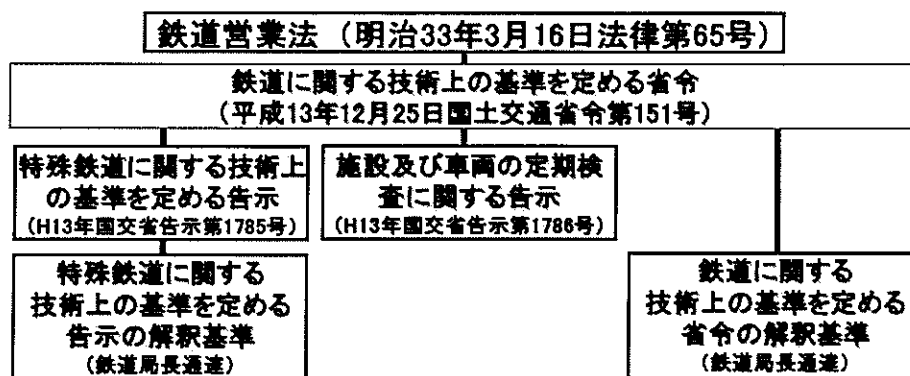 鉄道営業法（明治33年3月16日法律第65号）
鉄道に関する技術上の基準を定める省令
（平成13年12月25日国土交通省令第151号）
特殊鉄道に関する技術上
の基準を定める告示
（H13年国交省告示第1785号）
施設及び車両の定期検
査に関する告示
（H13年国交省告示第1786号）
特殊鉄道に関する
技術上の基準を定める
告示の解釈基準
（鉄道局長通達）
鉄道に関する
技術上の基準を定める
省令の解釈基準
（鉄道局長通達）